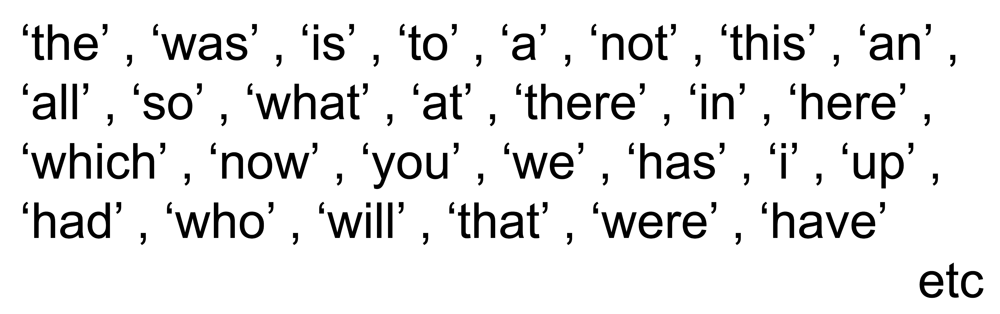 ‘the’ , ‘was’ , ‘is’ , ‘to’ , ‘a’ , ‘not’ , ‘this’ , ‘an’ ,
‘all’ , ‘so’ , ‘what’ , ‘at’ , ‘there’ , ‘in’ , ‘here’ ,
‘which’ , ‘now’ , ‘you’ , ‘we’ , ‘has’ , ‘i’ , ‘up’ ,
‘had’ , ‘who’ , ‘will’ , ‘that’ , ‘were’ , ‘have’
etc